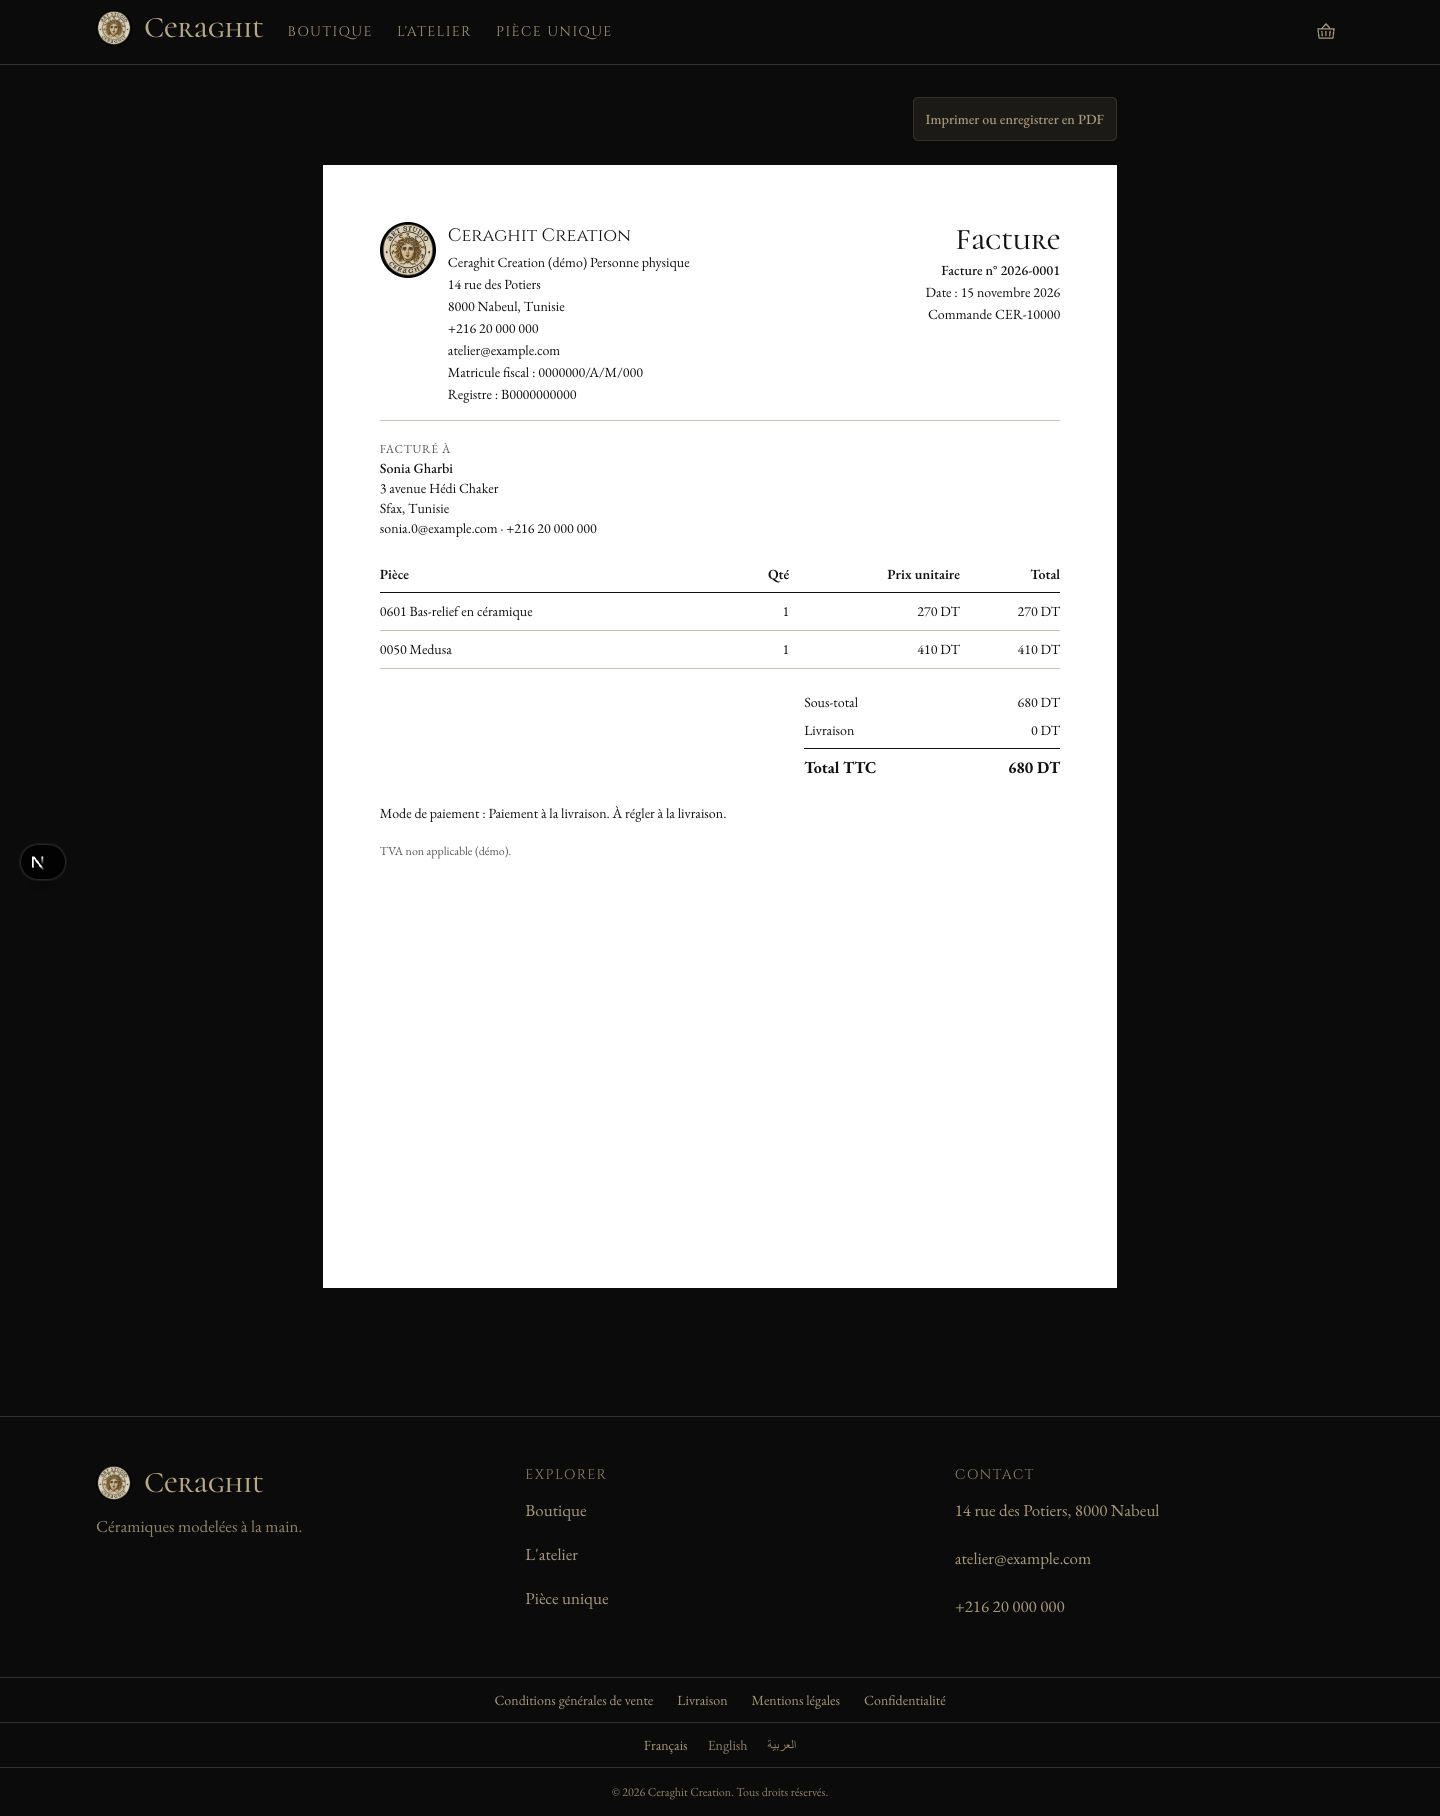 Ceraghit BOUTIQUE L'ATELIER PIÈCE UNIQUE
Imprimer ou enregistrer en PDF
ART STUDIO
CERAGHIT
Ceraghit Creation
Ceraghit Creation (démo) Personne physique
14 rue des Potiers
8000 Nabeul, Tunisie
+216 20 000 000
atelier@example.com
Matricule fiscal : 0000000/A/M/000
Registre : B0000000000
Facture
Facture n° 2026-0001
Date : 15 novembre 2026
Commande CER-10000
FACTURÉ À
Sonia Gharbi
3 avenue Hédi Chaker
Sfax, Tunisie
sonia.0@example.com · +216 20 000 000
Pièce Qté Prix unitaire Total
0601 Bas-relief en céramique 1 270 DT 270 DT
0050 Medusa 1 410 DT 410 DT
Sous-total 680 DT
Livraison 0 DT
Total TTC 680 DT
Mode de paiement : Paiement à la livraison. À régler à la livraison.
TVA non applicable (démo).
N
Ceraghit
Céramiques modelées à la main.
EXPLORER
Boutique
L'atelier
Pièce unique
CONTACT
14 rue des Potiers, 8000 Nabeul
atelier@example.com
+216 20 000 000
Conditions générales de vente Livraison Mentions légales Confidentialité
Français English العربية
© 2026 Ceraghit Creation. Tous droits réservés.